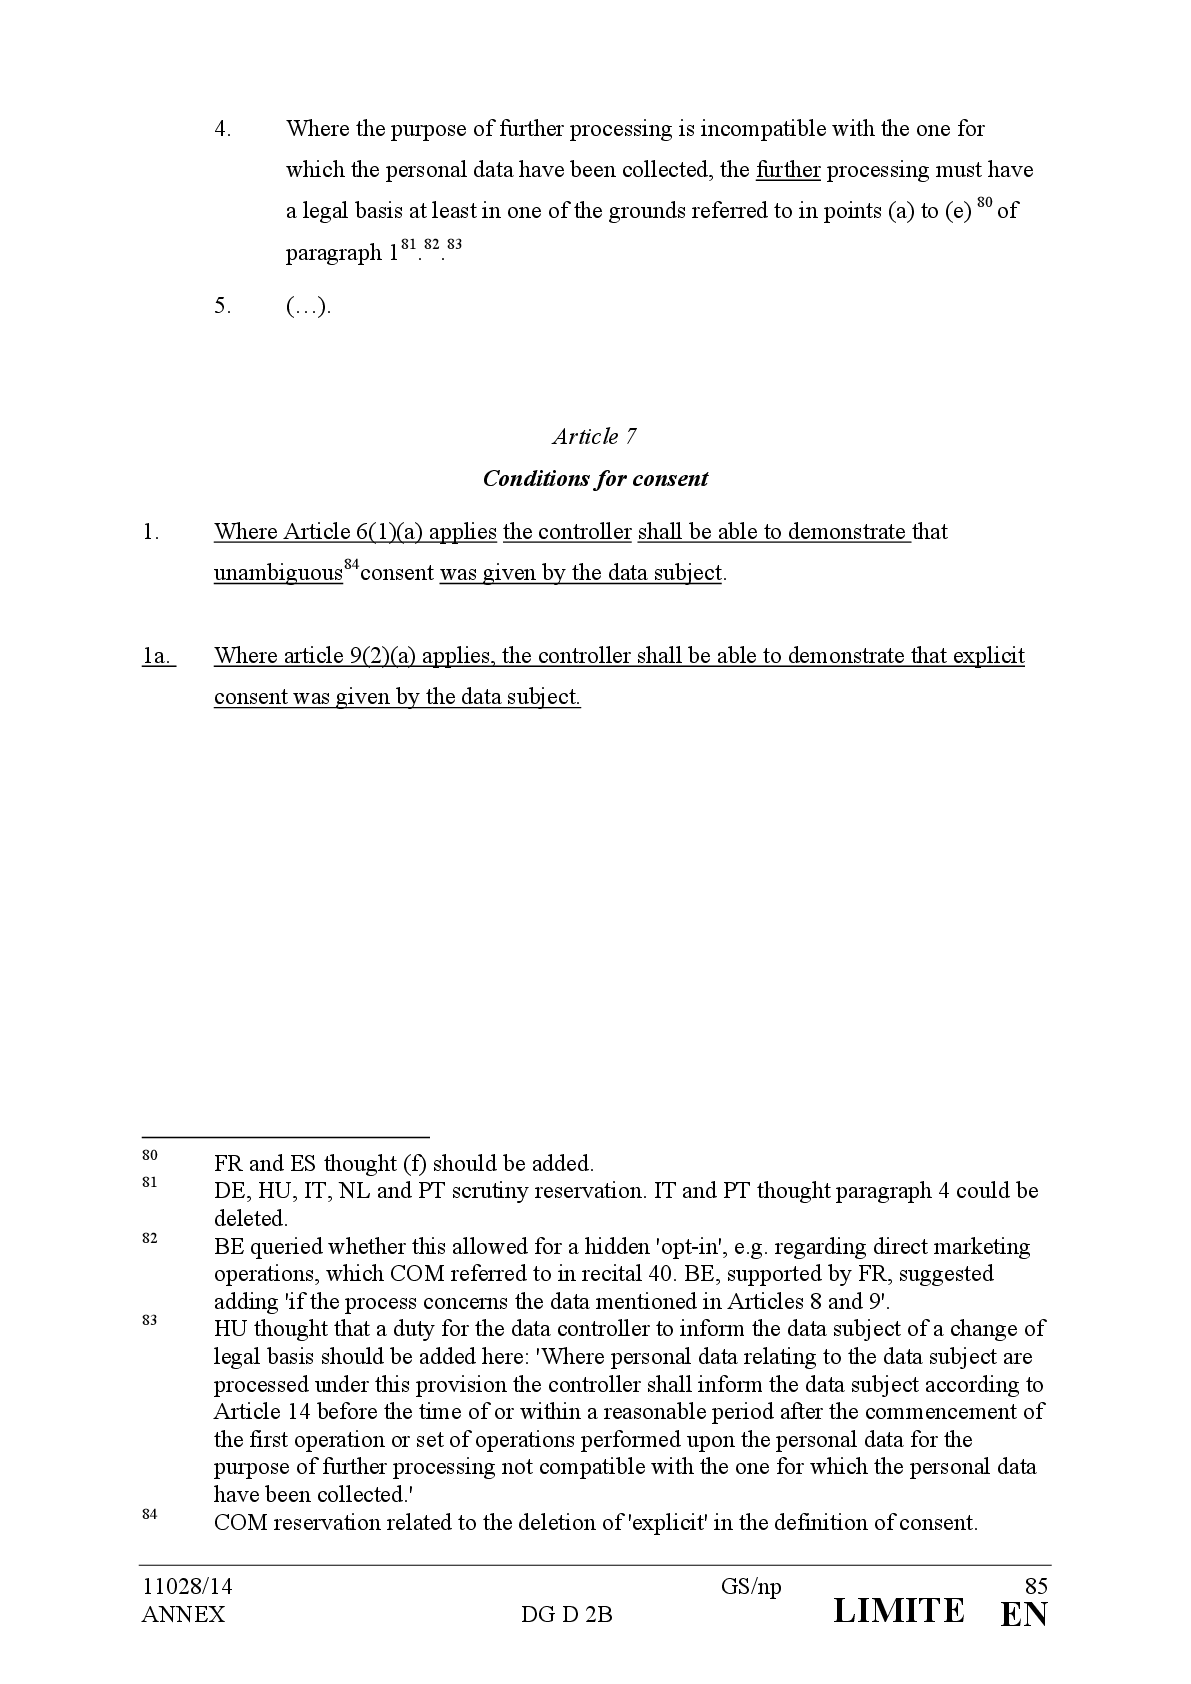 4. Where the purpose of further processing is incompatible with the one for
which the personal data have been collected, the further processing must have
a legal basis at least in one of the grounds referred to in points (a) to (e) 80 of
paragraph 1 81.82.83
5. (…).
Article 7
Conditions for consent
1. Where Article 6(1)(a) applies the controller shall be able to demonstrate that
unambiguous84consent was given by the data subject.
1a. Where article 9(2)(a) applies, the controller shall be able to demonstrate that explicit
consent was given by the data subject.
80 FR and ES thought (f) should be added.
81 DE, HU, IT, NL and PT scrutiny reservation. IT and PT thought paragraph 4 could be
deleted.
82 BE queried whether this allowed for a hidden 'opt-in', e.g. regarding direct marketing
operations, which COM referred to in recital 40. BE, supported by FR, suggested
adding 'if the process concerns the data mentioned in Articles 8 and 9'.
83 HU thought that a duty for the data controller to inform the data subject of a change of
legal basis should be added here: 'Where personal data relating to the data subject are
processed under this provision the controller shall inform the data subject according to
Article 14 before the time of or within a reasonable period after the commencement of
the first operation or set of operations performed upon the personal data for the
purpose of further processing not compatible with the one for which the personal data
have been collected.'
84 COM reservation related to the deletion of 'explicit' in the definition of consent.
11028/14 GS/np 85
ANNEX DG D 2B LIMITE EN